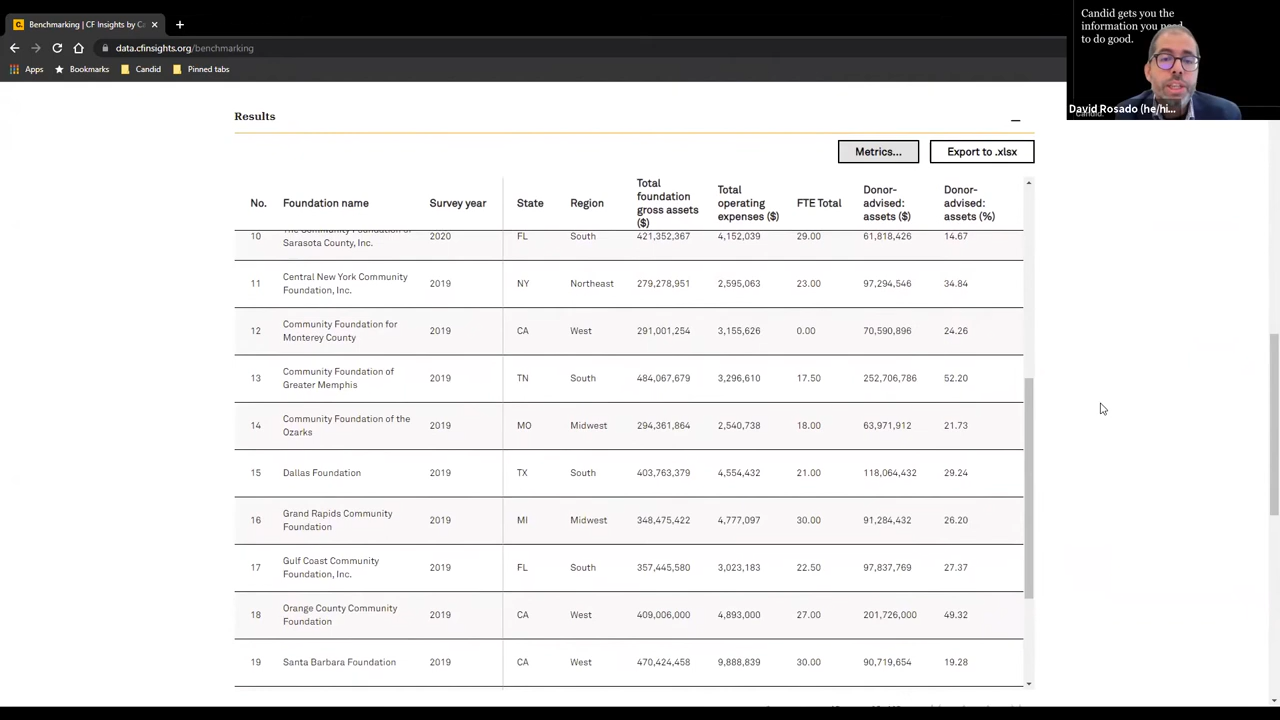 Benchmarking | CF Insights by Ca
data.cfinsights.org/benchmarking
Apps Bookmarks Candid Pinned tabs
Candid gets you the
information you need
to do good.
David Rosado (he/hi...
Candid.
Results
Metrics... Export to .xlsx
No. Foundation name Survey year State Region Total foundation gross assets ($) Total operating expenses ($) FTE Total Donor-advised: assets ($) Donor-advised: assets (%)
10 The Community Foundation of Sarasota County, Inc. 2020 FL South 421,352,367 4,152,039 29.00 61,818,426 14.67
11 Central New York Community Foundation, Inc. 2019 NY Northeast 279,278,951 2,595,063 23.00 97,294,546 34.84
12 Community Foundation for Monterey County 2019 CA West 291,001,254 3,155,626 0.00 70,590,896 24.26
13 Community Foundation of Greater Memphis 2019 TN South 484,067,679 3,296,610 17.50 252,706,786 52.20
14 Community Foundation of the Ozarks 2019 MO Midwest 294,361,864 2,540,738 18.00 63,971,912 21.73
15 Dallas Foundation 2019 TX South 403,763,379 4,554,432 21.00 118,064,432 29.24
16 Grand Rapids Community Foundation 2019 MI Midwest 348,475,422 4,777,097 30.00 91,284,432 26.20
17 Gulf Coast Community Foundation, Inc. 2019 FL South 357,445,580 3,023,183 22.50 97,837,769 27.37
18 Orange County Community Foundation 2019 CA West 409,006,000 4,893,000 27.00 201,726,000 49.32
19 Santa Barbara Foundation 2019 CA West 470,424,458 9,888,839 30.00 90,719,654 19.28